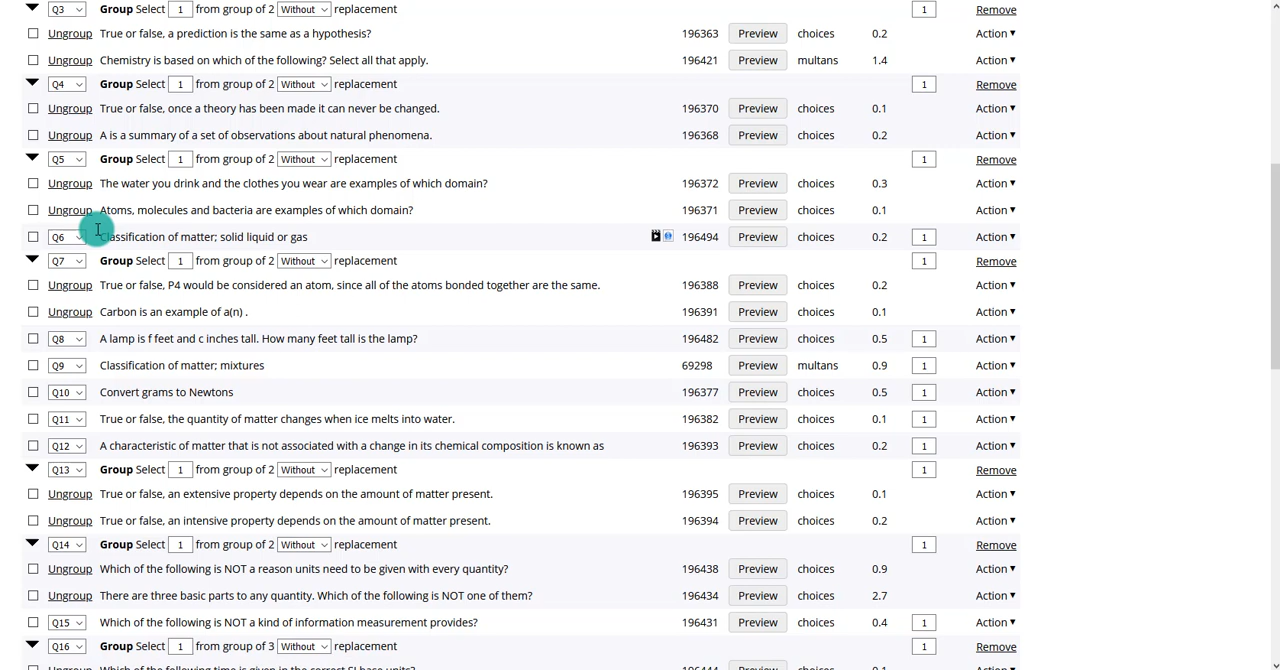 Q3 Group Select 1 from group of 2 Without replacement 1 Remove
Ungroup True or false, a prediction is the same as a hypothesis? 196363 Preview choices 0.2 Action
Ungroup Chemistry is based on which of the following? Select all that apply. 196421 Preview multans 1.4 Action
Q4 Group Select 1 from group of 2 Without replacement 1 Remove
Ungroup True or false, once a theory has been made it can never be changed. 196370 Preview choices 0.1 Action
Ungroup A is a summary of a set of observations about natural phenomena. 196368 Preview choices 0.2 Action
Q5 Group Select 1 from group of 2 Without replacement 1 Remove
Ungroup The water you drink and the clothes you wear are examples of which domain? 196372 Preview choices 0.3 Action
Ungroup Atoms, molecules and bacteria are examples of which domain? 196371 Preview choices 0.1 Action
Q6 Classification of matter; solid liquid or gas 196494 Preview choices 0.2 1 Action
Q7 Group Select 1 from group of 2 Without replacement 1 Remove
Ungroup True or false, P4 would be considered an atom, since all of the atoms bonded together are the same. 196388 Preview choices 0.2 Action
Ungroup Carbon is an example of a(n) . 196391 Preview choices 0.1 Action
Q8 A lamp is f feet and c inches tall. How many feet tall is the lamp? 196482 Preview choices 0.5 1 Action
Q9 Classification of matter; mixtures 69298 Preview multans 0.9 1 Action
Q10 Convert grams to Newtons 196377 Preview choices 0.5 1 Action
Q11 True or false, the quantity of matter changes when ice melts into water. 196382 Preview choices 0.1 1 Action
Q12 A characteristic of matter that is not associated with a change in its chemical composition is known as 196393 Preview choices 0.2 1 Action
Q13 Group Select 1 from group of 2 Without replacement 1 Remove
Ungroup True or false, an extensive property depends on the amount of matter present. 196395 Preview choices 0.1 Action
Ungroup True or false, an intensive property depends on the amount of matter present. 196394 Preview choices 0.2 Action
Q14 Group Select 1 from group of 2 Without replacement 1 Remove
Ungroup Which of the following is NOT a reason units need to be given with every quantity? 196438 Preview choices 0.9 Action
Ungroup There are three basic parts to any quantity. Which of the following is NOT one of them? 196434 Preview choices 2.7 Action
Q15 Which of the following is NOT a kind of information measurement provides? 196431 Preview choices 0.4 1 Action
Q16 Group Select 1 from group of 3 Without replacement 1 Remove
Ungroup Which of the following time is given in the correct SI base units? 196444 Preview choices 0.1 Action